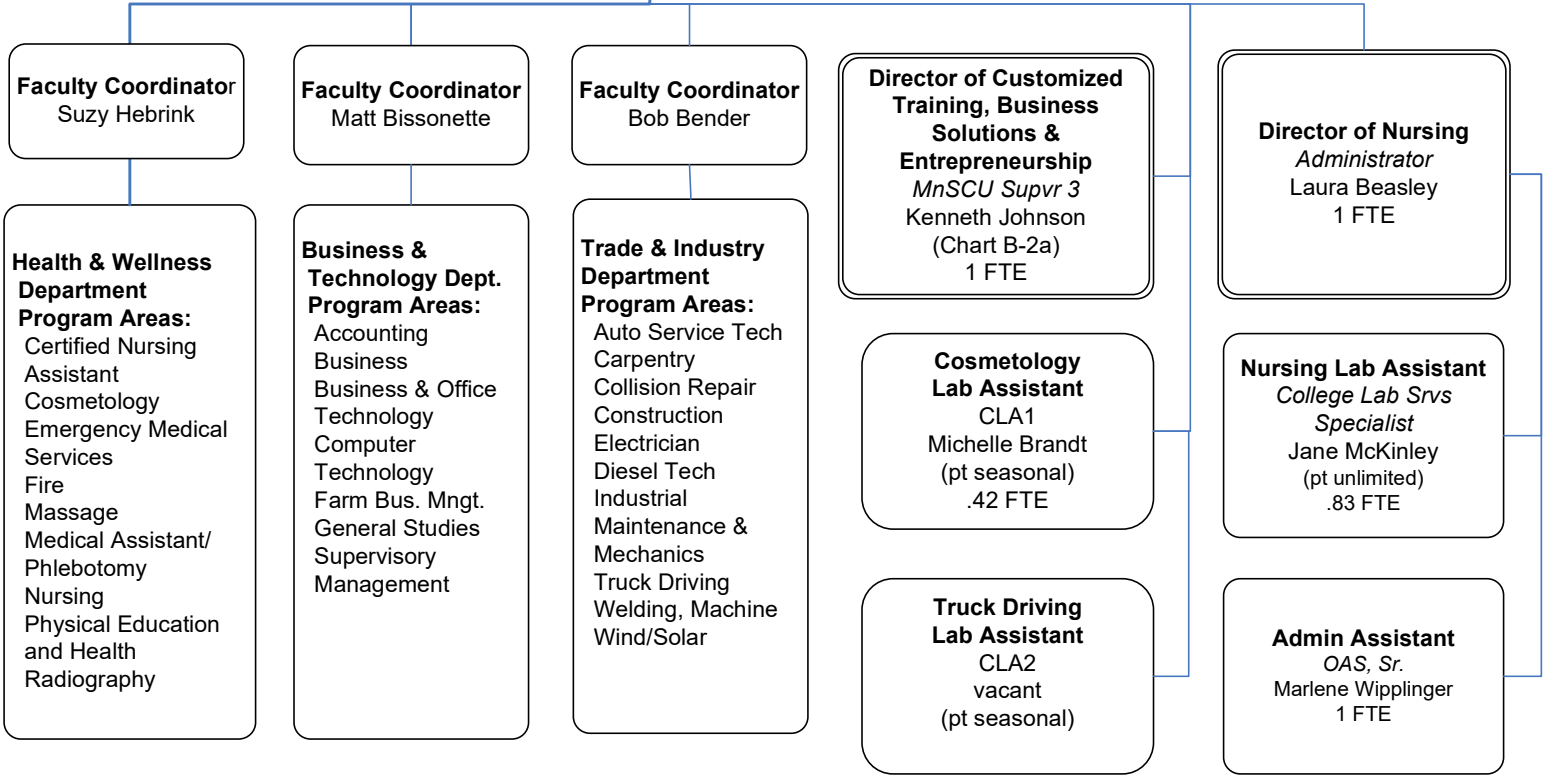 Faculty Coordinator
Suzy Hebrink
Faculty Coordinator
Matt Bissonette
Faculty Coordinator
Bob Bender
Director of Customized
Training, Business
Solutions &
Entrepreneurship
MnSCU Supvr 3
Kenneth Johnson
(Chart B-2a)
1 FTE
Director of Nursing
Administrator
Laura Beasley
1 FTE
Health & Wellness
Department
Program Areas:
Certified Nursing
Assistant
Cosmetology
Emergency Medical
Services
Fire
Massage
Medical Assistant/
Phlebotomy
Nursing
Physical Education
and Health
Radiography
Business &
Technology Dept.
Program Areas:
Accounting
Business
Business & Office
Technology
Computer
Technology
Farm Bus. Mngt.
General Studies
Supervisory
Management
Trade & Industry
Department
Program Areas:
Auto Service Tech
Carpentry
Collision Repair
Construction
Electrician
Diesel Tech
Industrial
Maintenance &
Mechanics
Truck Driving
Welding, Machine
Wind/Solar
Cosmetology
Lab Assistant
CLA1
Michelle Brandt
(pt seasonal)
.42 FTE
Nursing Lab Assistant
College Lab Srvs
Specialist
Jane McKinley
(pt unlimited)
.83 FTE
Truck Driving
Lab Assistant
CLA2
vacant
(pt seasonal)
Admin Assistant
OAS, Sr.
Marlene Wipplinger
1 FTE